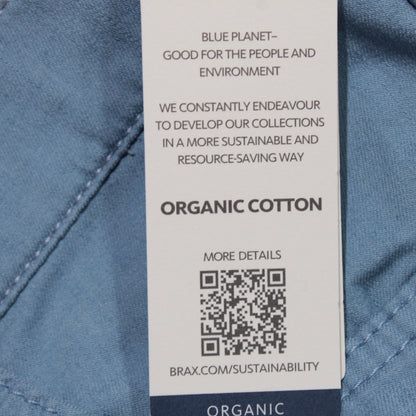 BLUE PLANET–
GOOD FOR THE PEOPLE AND
ENVIRONMENT
WE CONSTANTLY ENDEAVOUR
TO DEVELOP OUR COLLECTIONS
IN A MORE SUSTAINABLE AND
RESOURCE-SAVING WAY
ORGANIC COTTON
MORE DETAILS
BRAX.COM/SUSTAINABILITY
ORGANIC